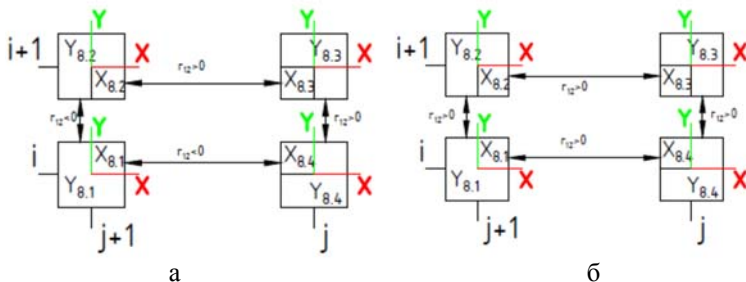 Y Y Y Y
i+1 Y8.2 X Y8.3 X i+1 Y8.2 X Y8.3 X
X8.2 r12>0 X8.3 X8.2 r12>0 X8.3
r12<0 Y r12>0 Y r12>0 Y r12>0 Y
i X8.1 r12<0 X8.4 i X8.1 r12>0 X8.4
Y8.1 X Y8.4 X Y8.1 X Y8.4 X
j+1 j j+1 j
а б